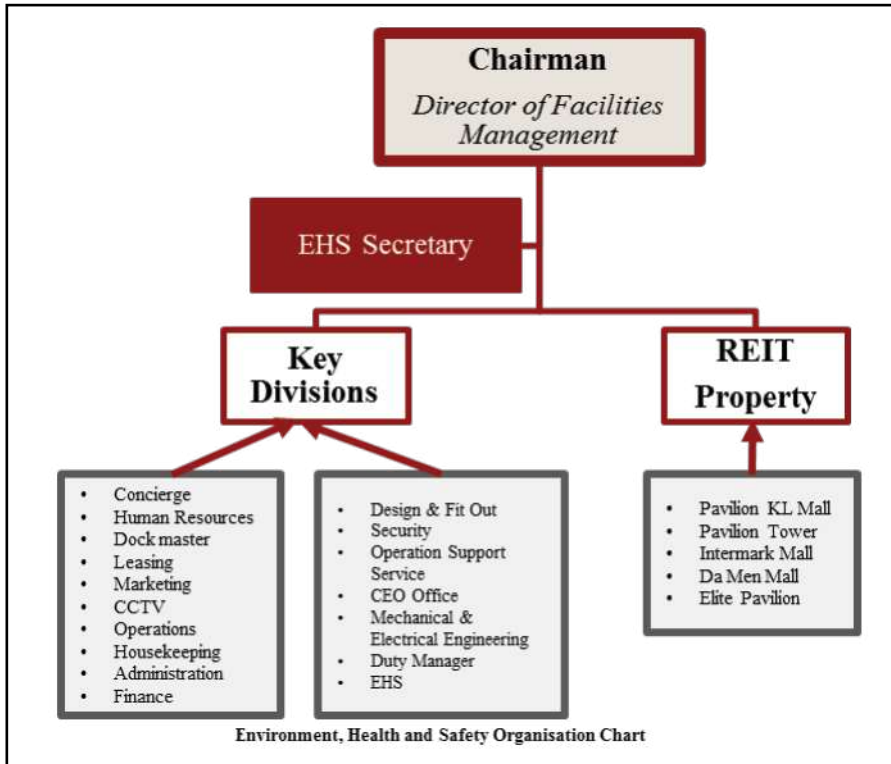 Chairman
Director of Facilities
Management
EHS Secretary
Key
Divisions
REIT
Property
• Concierge
• Human Resources
• Dock master
• Leasing
• Marketing
• CCTV
• Operations
• Housekeeping
• Administration
• Finance
• Design & Fit Out
• Security
• Operation Support
Service
• CEO Office
• Mechanical &
Electrical Engineering
• Duty Manager
• EHS
• Pavilion KL Mall
• Pavilion Tower
• Intermark Mall
• Da Men Mall
• Elite Pavilion
Environment, Health and Safety Organisation Chart